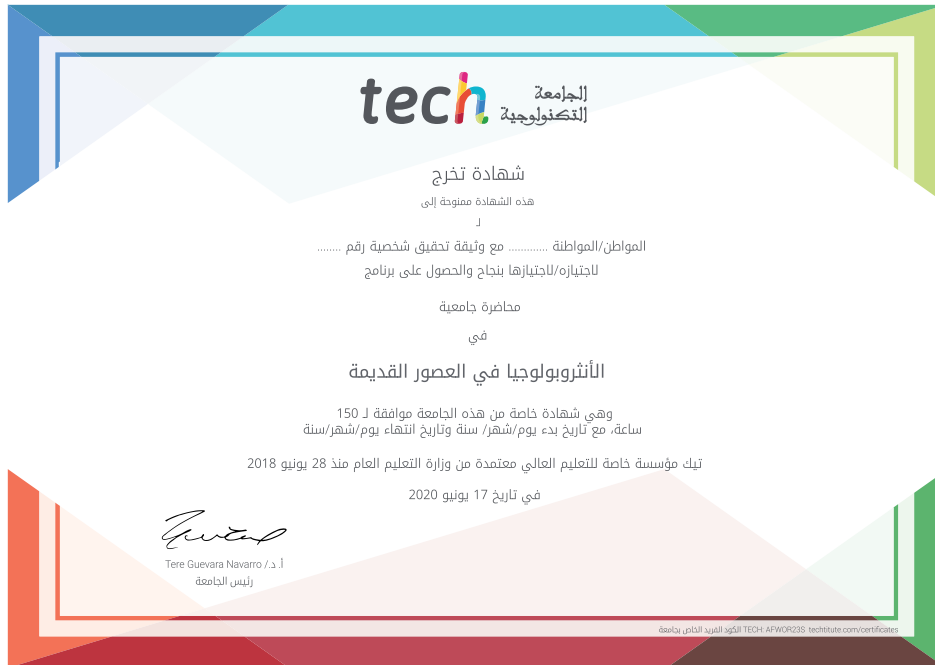 tech الجامعة
التكنولوجية
شهادة تخرج
هذه الشهادة ممنوحة إلى
لـ
المواطن/المواطنة ............ مع وثيقة تحقيق شخصية رقم ........
لاجتيازه/لاجتيازها بنجاح والحصول على برنامج
محاضرة جامعية
في
الأنثروبولوجيا في العصور القديمة
وهي شهادة خاصة من هذه الجامعة موافقة لـ 150
ساعة، مع تاريخ بدء يوم/شهر/ سنة وتاريخ انتهاء يوم/شهر/سنة
تيك مؤسسة خاصة للتعليم العالي معتمدة من وزارة التعليم العام منذ 28 يونيو 2018
في تاريخ 17 يونيو 2020
أ. د./ Tere Guevara Navarro
رئيس الجامعة
الكود الفريد الخاص بجامعة TECH: AFWOR23S techtitute.com/certificates